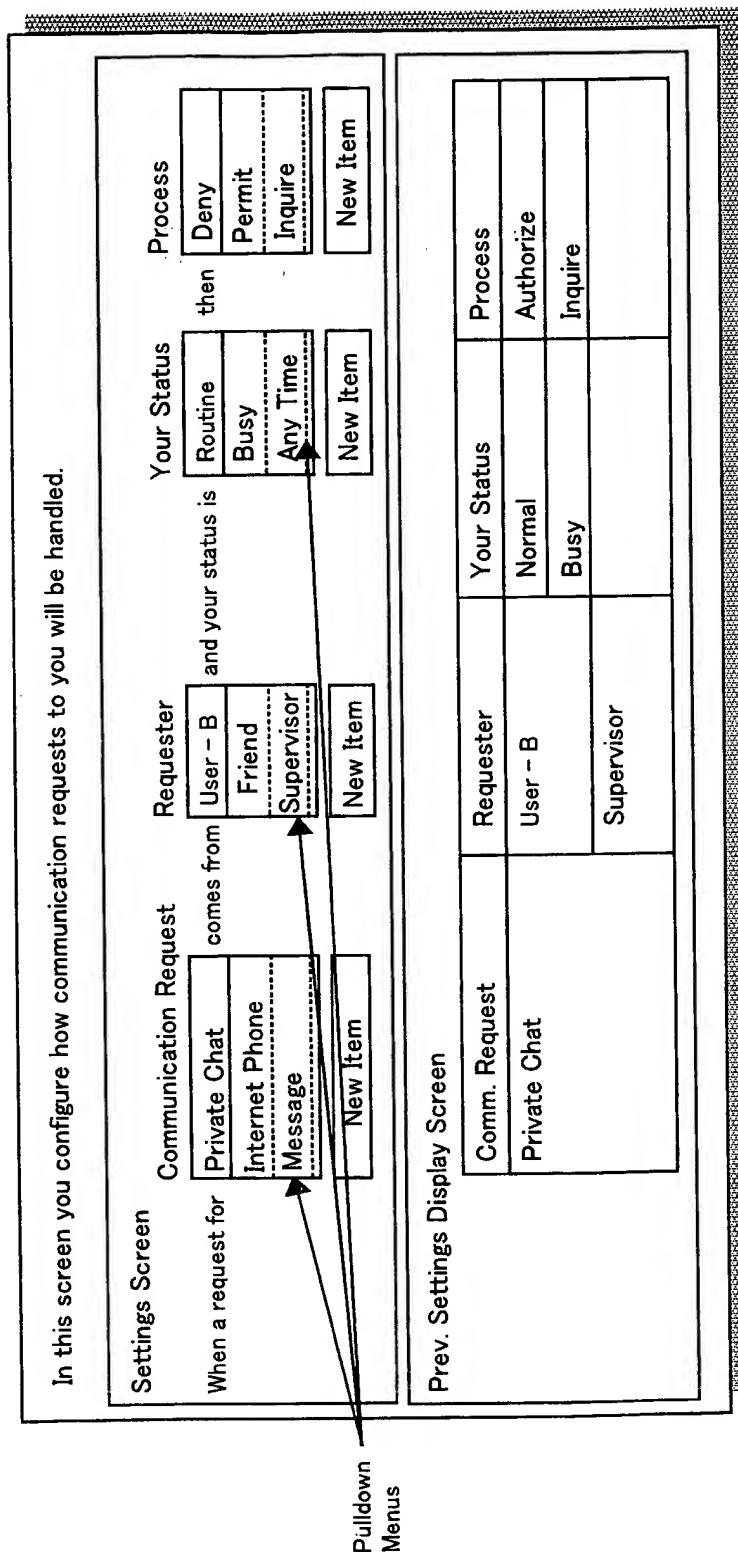 In this screen you configure how communication requests to you will be handled.
Settings Screen
Communication Request Requester Your Status Process
When a request for Private Chat comes from User – B and your status is Routine then Deny
Internet Phone Friend Busy Permit
Message Supervisor Any Time Inquire
New Item New Item New Item New Item
Pulldown
Menus
Prev. Settings Display Screen
Comm. Request Requester Your Status Process
Private Chat User – B Normal Authorize
Busy Inquire
Supervisor